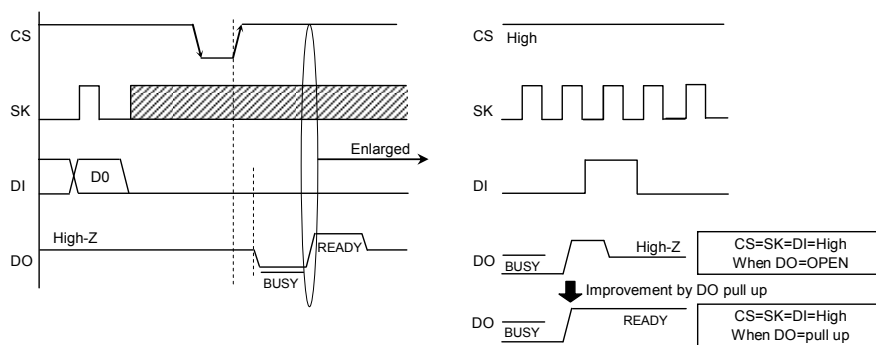 CS
SK
DI
D0
Enlarged
High-Z
DO
BUSY
READY
CS High
SK
DI
DO
BUSY
High-Z
CS=SK=DI=High
When DO=OPEN
Improvement by DO pull up
DO
BUSY
READY
CS=SK=DI=High
When DO=pull up